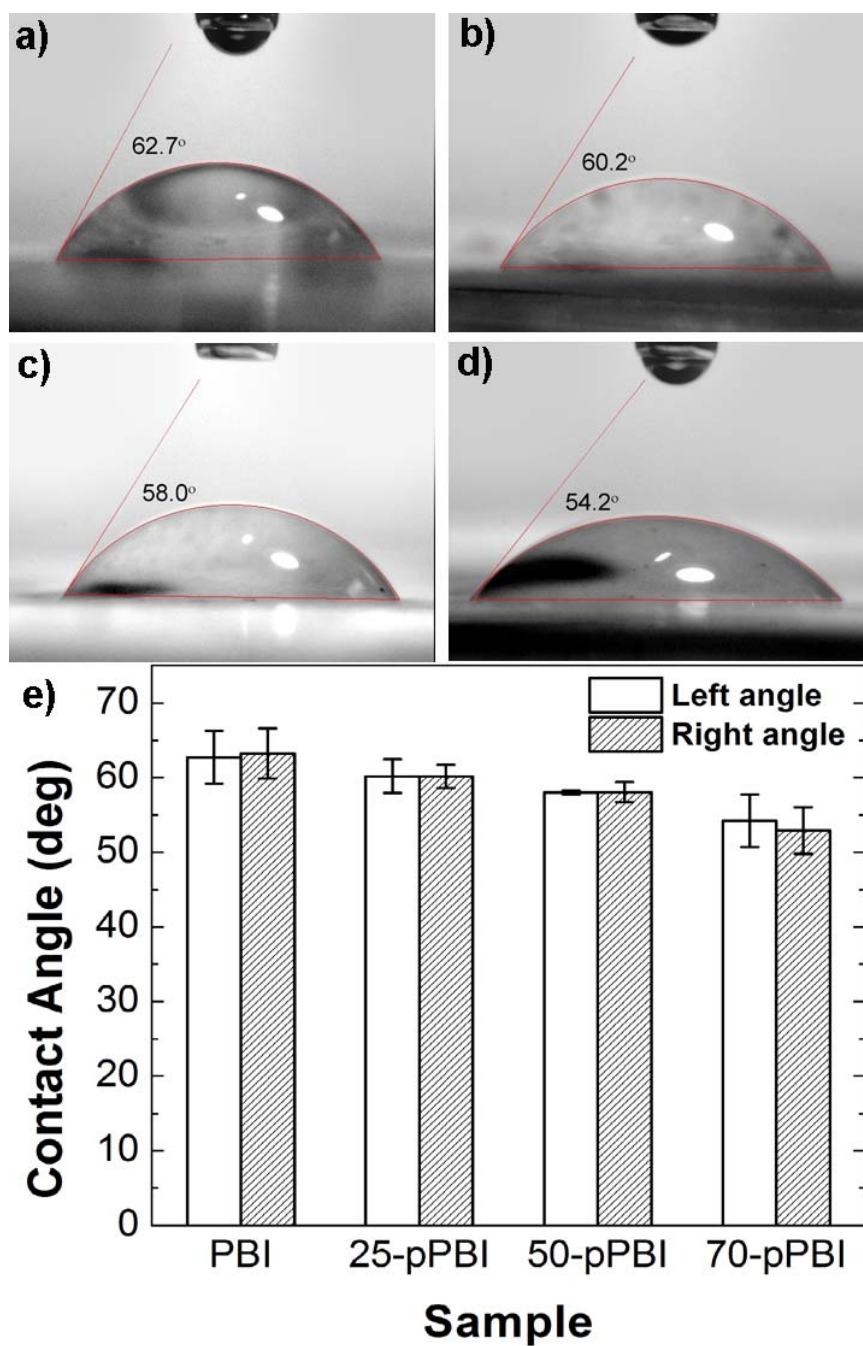 a)
b)
62.7°
60.2°
c)
d)
58.0°
54.2°
e)
Left angle
Right angle
70
60
50
40
30
20
10
0
Contact Angle (deg)
PBI
25-pPBI
50-pPBI
70-pPBI
Sample